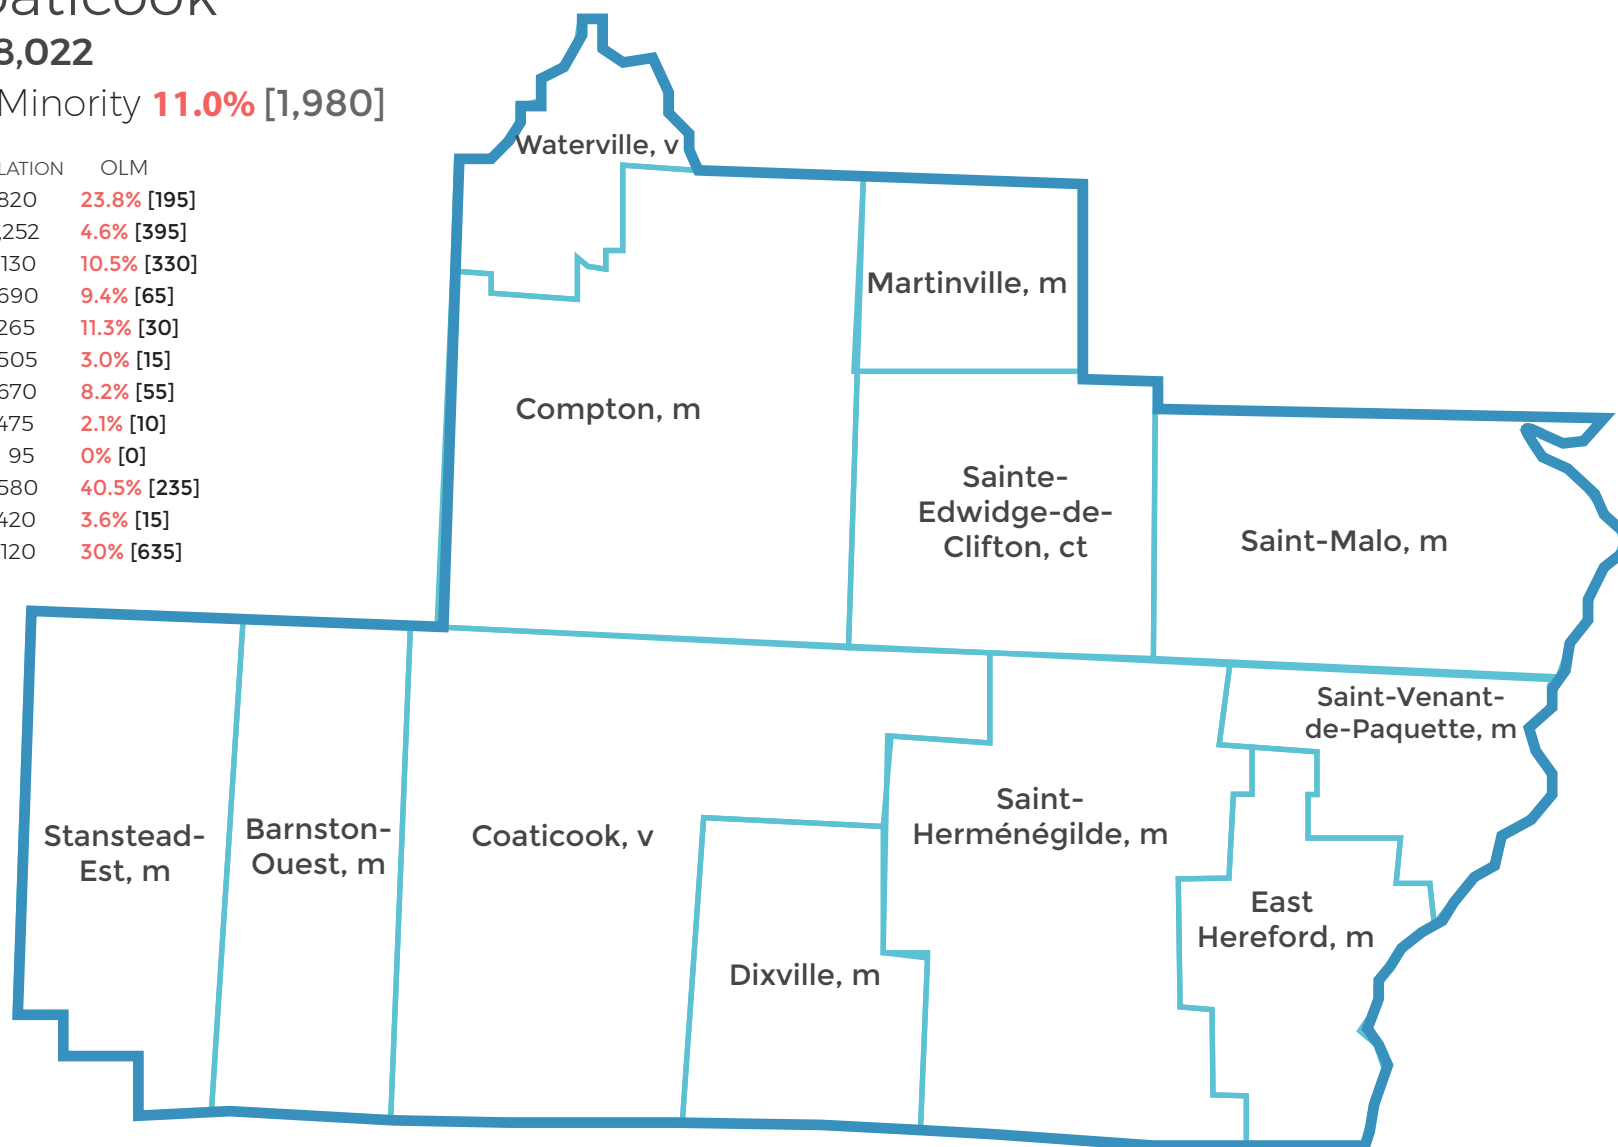 oaticook
8,022
Minority 11.0% [1,980]
LATION OLM
820 23.8% [195]
,252 4.6% [395]
130 10.5% [330]
690 9.4% [65]
265 11.3% [30]
505 3.0% [15]
670 8.2% [55]
475 2.1% [10]
95 0% [0]
580 40.5% [235]
420 3.6% [15]
120 30% [635]
Waterville, v
Martinville, m
Compton, m
Sainte-
Edwidge-de-
Clifton, ct
Saint-Malo, m
Saint-Venant-
de-Paquette, m
Stanstead-
Est, m
Barnston-
Ouest, m
Coaticook, v
Saint-
Herménégilde, m
Dixville, m
East
Hereford, m